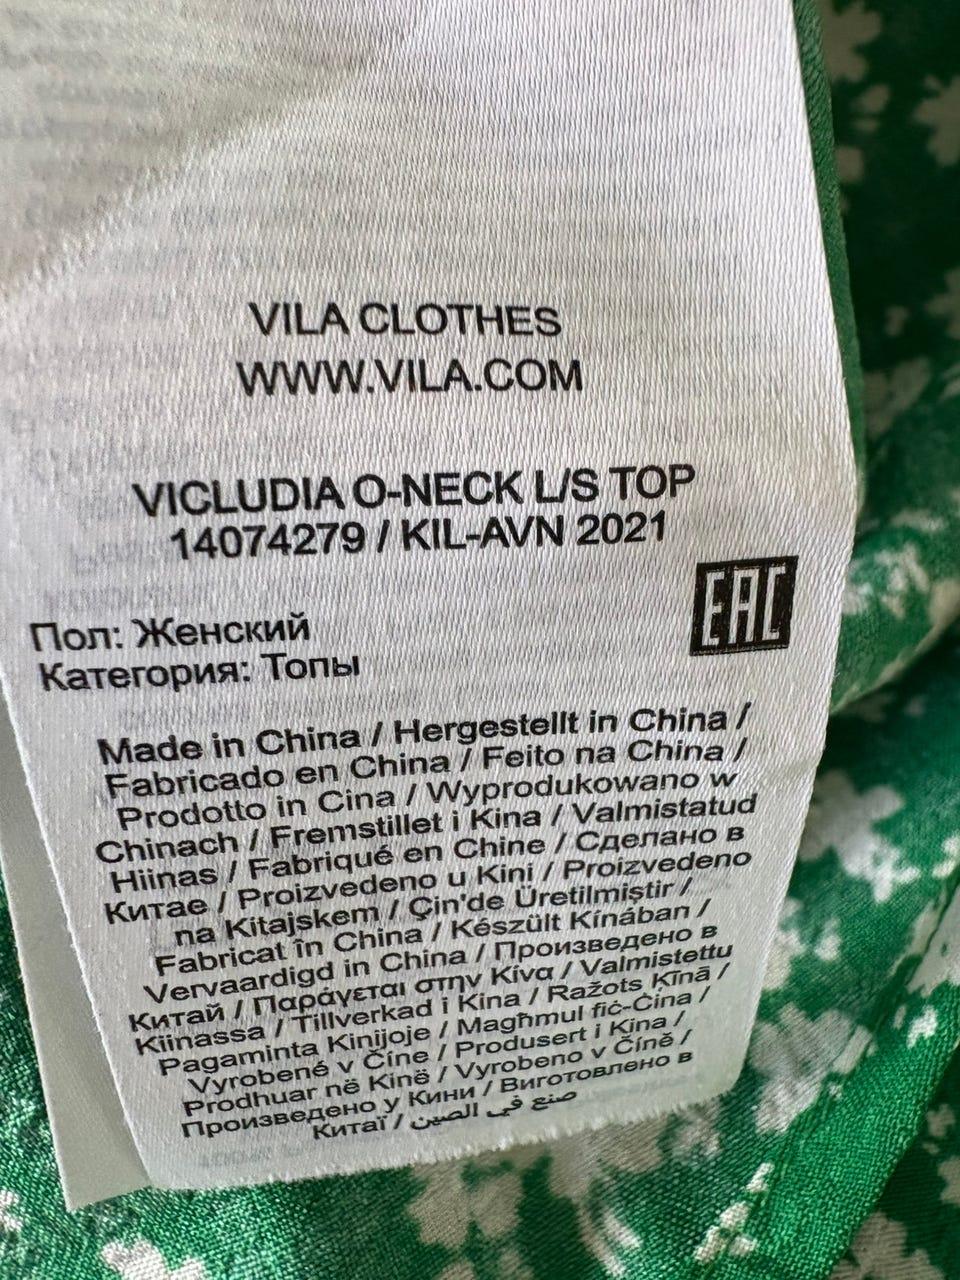 VILA CLOTHES
WWW.VILA.COM
VICLUDIA O-NECK L/S TOP
14074279 / KIL-AVN 2021
EAC
Пол: Женский
Категория: Топы
Made in China / Hergestellt in China /
Fabricado en China / Feito na China /
Prodotto in Cina / Wyprodukowano w
Chinach / Fremstillet i Kina / Valmistatud
Hiinas / Fabriqué en Chine / Сделано в
Китае / Proizvedeno u Kini / Proizvedeno
na Kitajskem / Çin'de Üretilmiştir /
Fabricat în China / Készült Kínában /
Vervaardigd in China / Произведено в
Китай / Παράγεται στην Κίνα / Valmistettu
Kiinassa / Tillverkad i Kina / Ražots Ķīnā /
Pagaminta Kinijoje / Magħmul fiċ-Ċina /
Vyrobené v Číne / Produsert i Kina /
Prodhuar në Kinë / Vyrobeno v Číně /
Произведено у Кини / Виготовлено в
Китаї / صنع في الصين